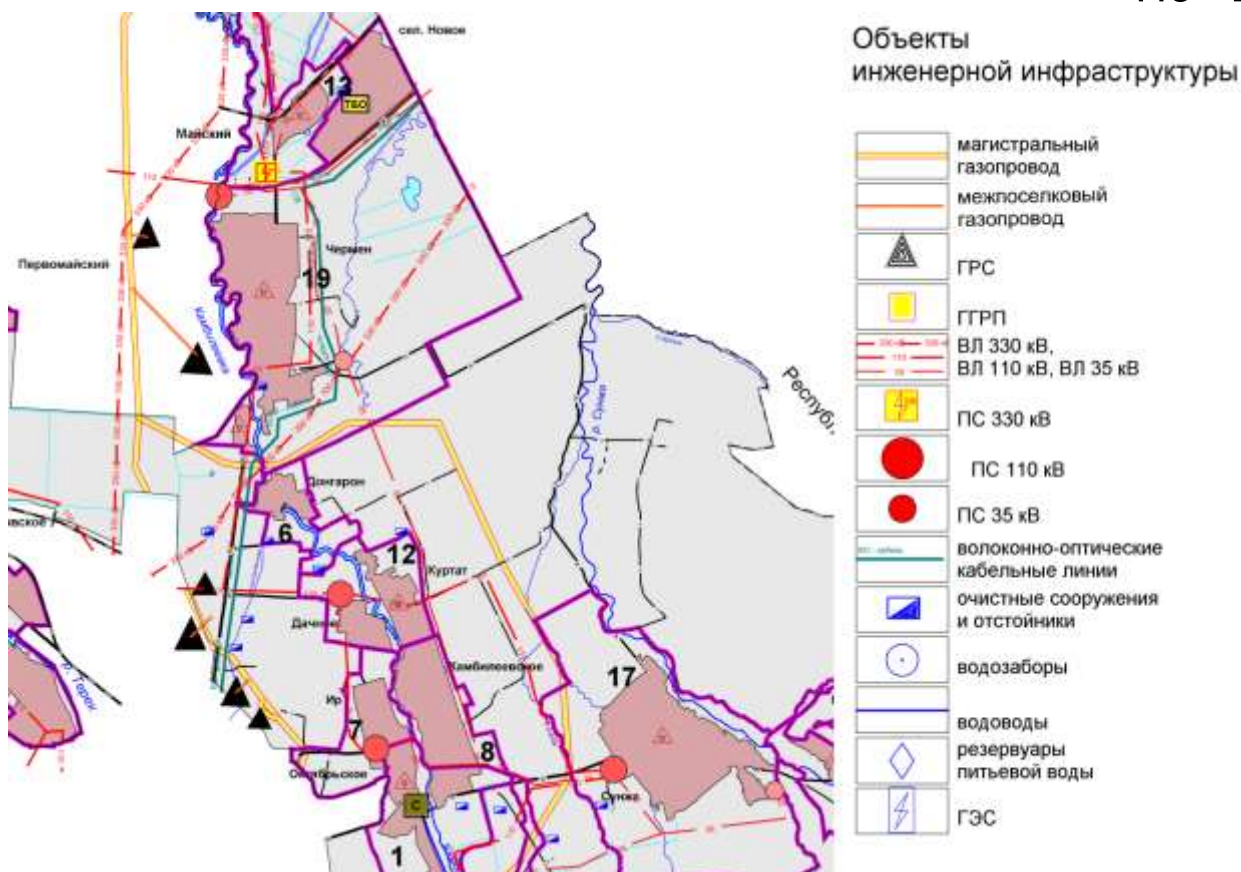 сел. Новое
13
ТБО
Майский
110
Первомайский
Чермен
19
Камбилеевка
р. Сунжа
Донгарон
6
12
Куртат
Дачное
Камбилеевское
р. Терек
Ир
17
7
8
Октябрьское
Сунжа
С
1
Объекты
инженерной инфраструктуры
магистральный
газопровод
межпоселковый
газопровод
ГРС
ГГРП
ВЛ 330 кВ,
ВЛ 110 кВ, ВЛ 35 кВ
ПС 330 кВ
ПС 110 кВ
ПС 35 кВ
волоконно-оптические
кабельные линии
очистные сооружения
и отстойники
водозаборы
водоводы
резервуары
питьевой воды
ГЭС